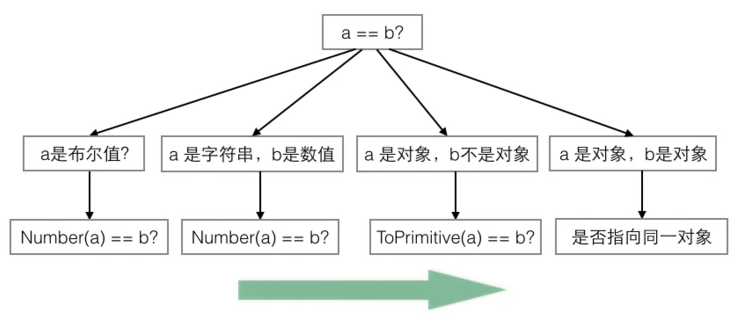 a == b?
a是布尔值?
a 是字符串，b是数值
a 是对象，b不是对象
a 是对象，b是对象
Number(a) == b?
Number(a) == b?
ToPrimitive(a) == b?
是否指向同一对象